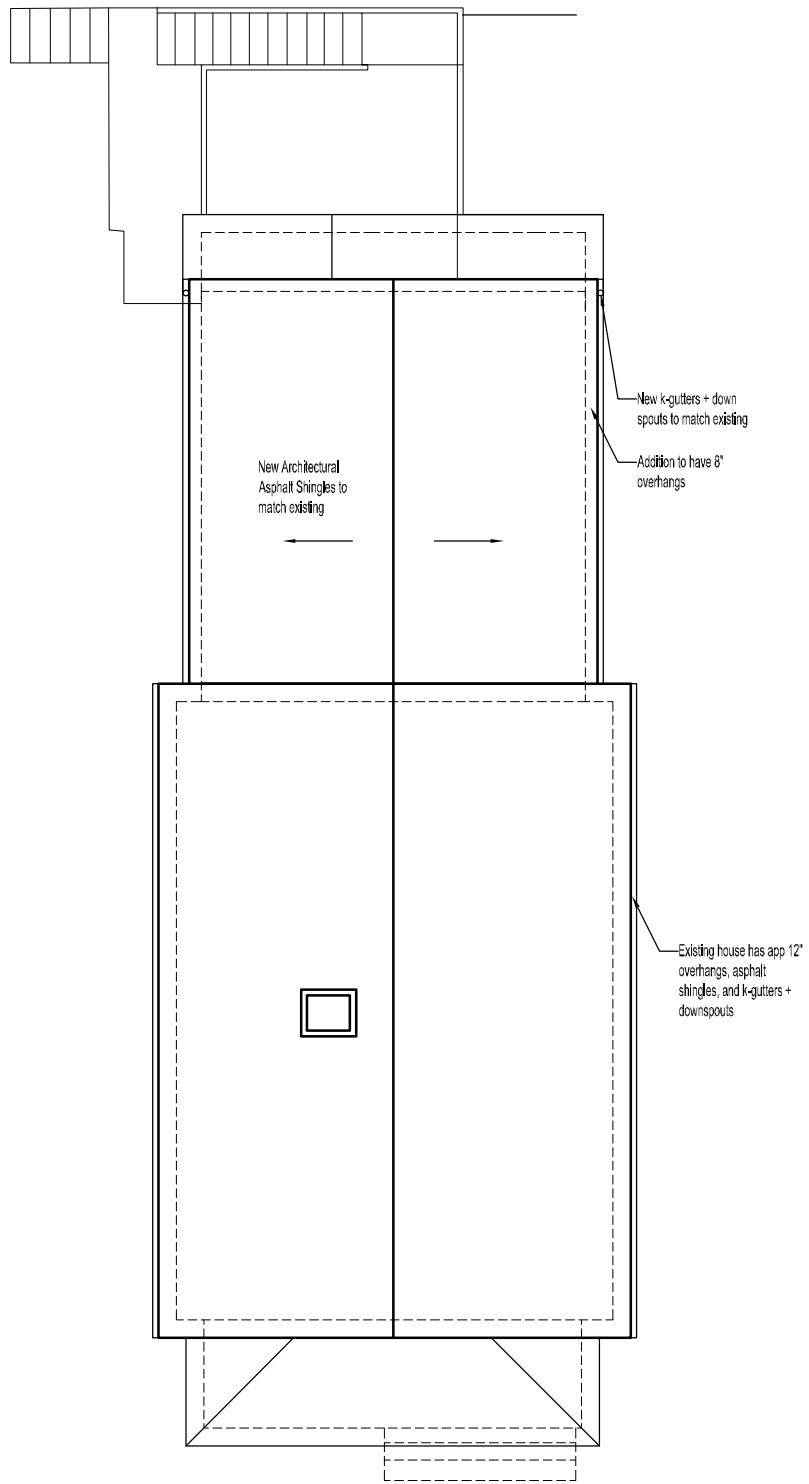 New k-gutters + down
spouts to match existing
Addition to have 8"
overhangs
New Architectural
Asphalt Shingles to
match existing
Existing house has app 12"
overhangs, asphalt
shingles, and k-gutters +
downspouts